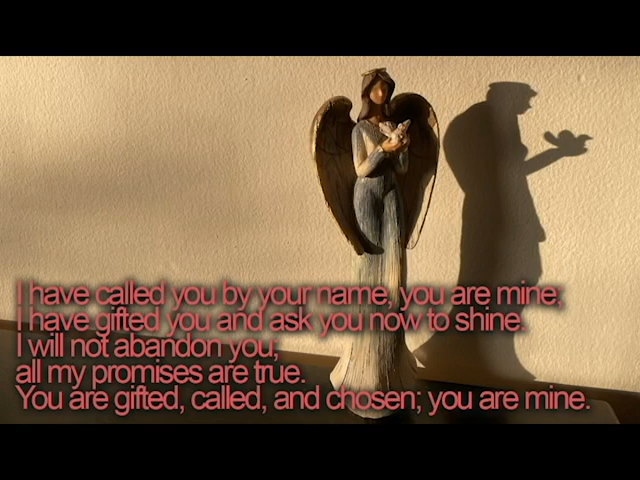 I have called you by your name, you are mine;
I have gifted you and ask you now to shine.
I will not abandon you;
all my promises are true.
You are gifted, called, and chosen; you are mine.